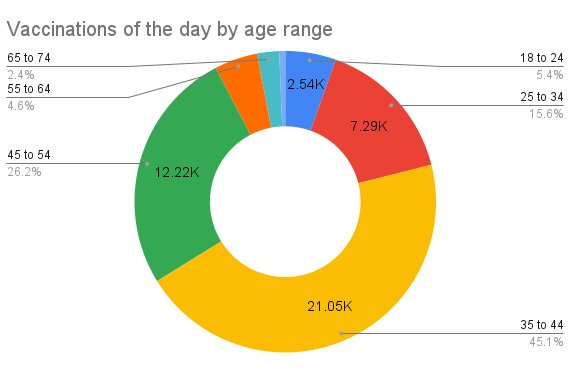 Vaccinations of the day by age range
65 to 74
2.4%
55 to 64
4.6%
45 to 54
26.2%
18 to 24
5.4%
25 to 34
15.6%
35 to 44
45.1%
2.54K
7.29K
12.22K
21.05K